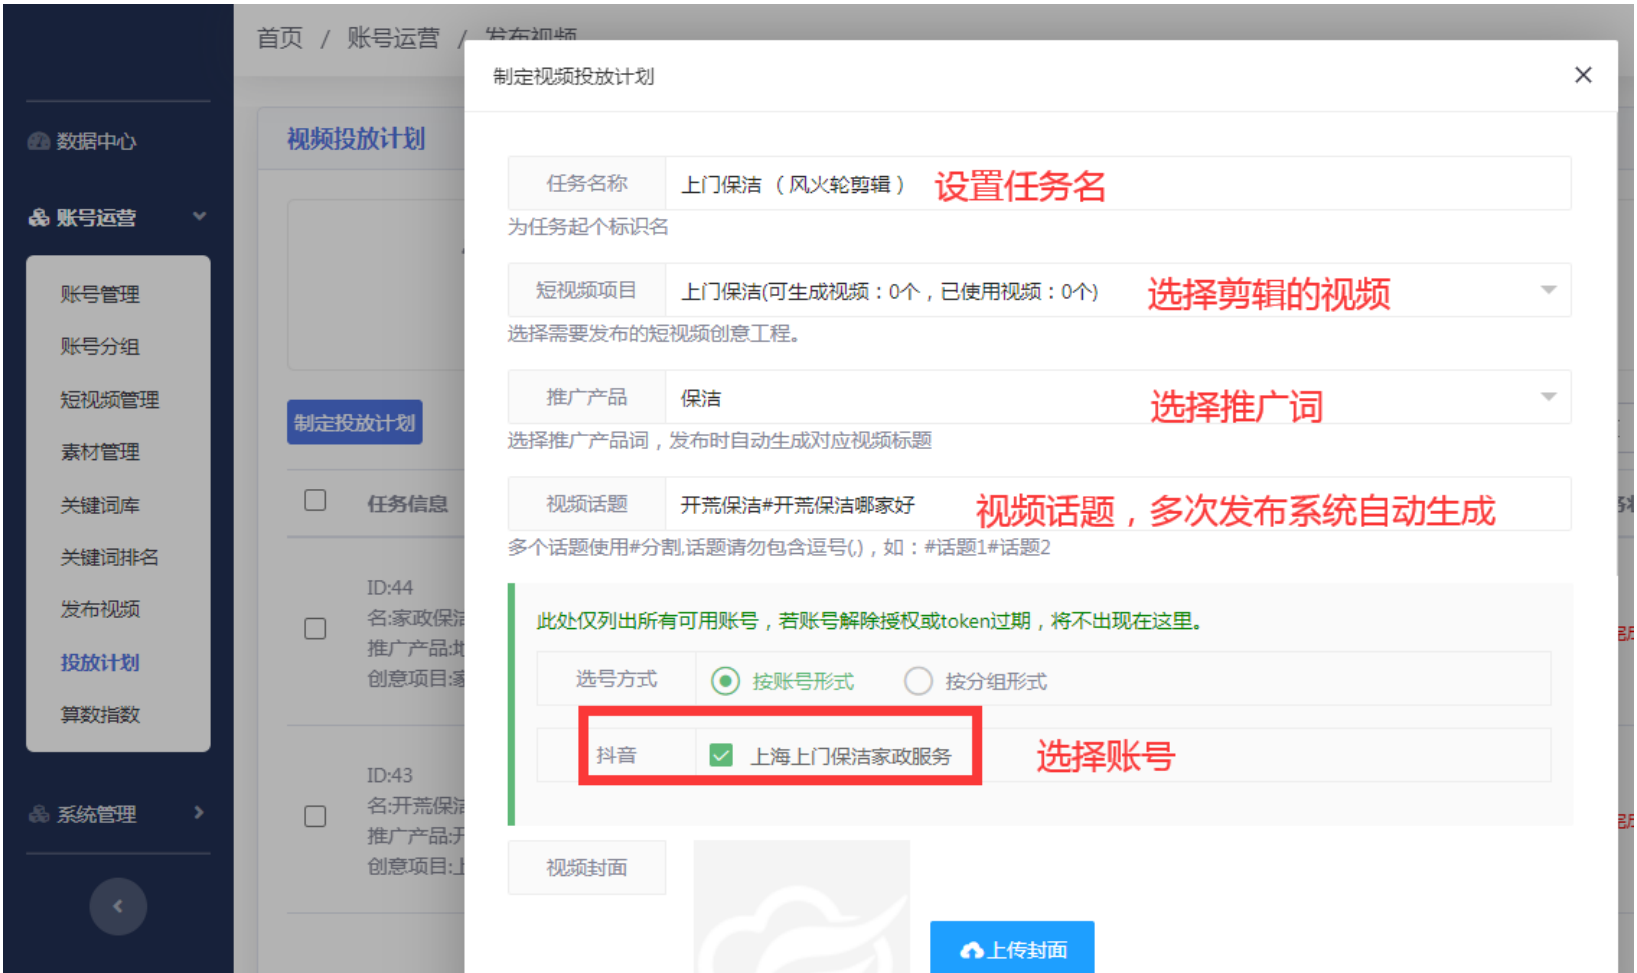 首页 / 账号运营 / 发布视频
制定视频投放计划
数据中心
账号运营
账号管理
账号分组
短视频管理
素材管理
关键词库
关键词排名
发布视频
投放计划
算数指数
系统管理
视频投放计划
制定投放计划
任务信息
ID:44
名:家政保洁
推广产品:
创意项目:家
ID:43
名:开荒保洁
推广产品:开
创意项目:上
任务名称 上门保洁（风火轮剪辑） 设置任务名
为任务起个标识名
短视频项目 上门保洁(可生成视频：0个，已使用视频：0个) 选择剪辑的视频
选择需要发布的短视频创意工程。
推广产品 保洁 选择推广词
选择推广产品词，发布时自动生成对应视频标题
视频话题 开荒保洁#开荒保洁哪家好 视频话题，多次发布系统自动生成
多个话题使用#分割,话题请勿包含逗号(,)，如：#话题1#话题2
此处仅列出所有可用账号，若账号解除授权或token过期，将不出现在这里。
选号方式 按账号形式 按分组形式
抖音 上海上门保洁家政服务 选择账号
视频封面
上传封面